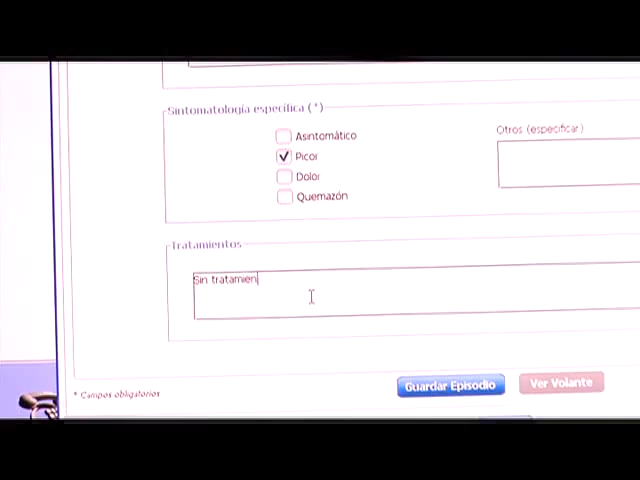 Sintomatología específica (*)
Asintomático
Otros (especificar)
Picor
Dolor
Quemazón
Tratamientos
Sin tratamien
Guardar Episodio
Ver Volante
* Campos obligatorios